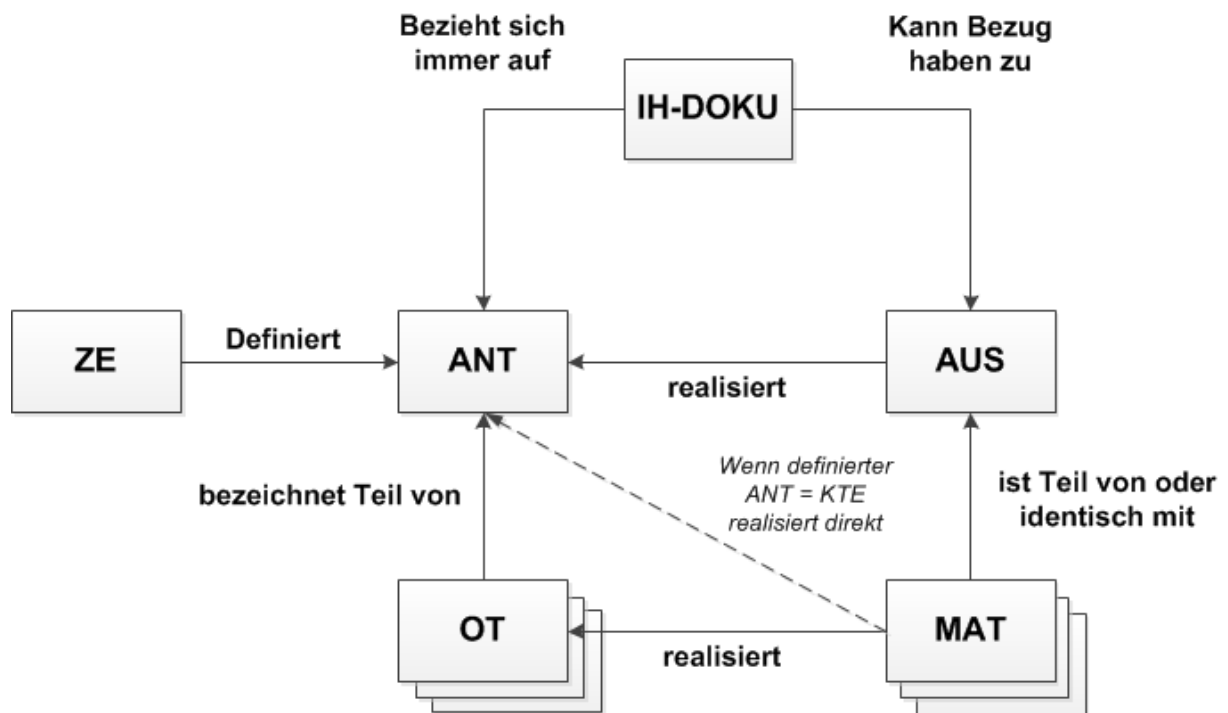 Bezieht sich
immer auf
Kann Bezug
haben zu
IH-DOKU
ZE
Definiert
ANT
realisiert
AUS
bezeichnet Teil von
Wenn definierter
ANT = KTE
realisiert direkt
ist Teil von oder
identisch mit
OT
realisiert
MAT